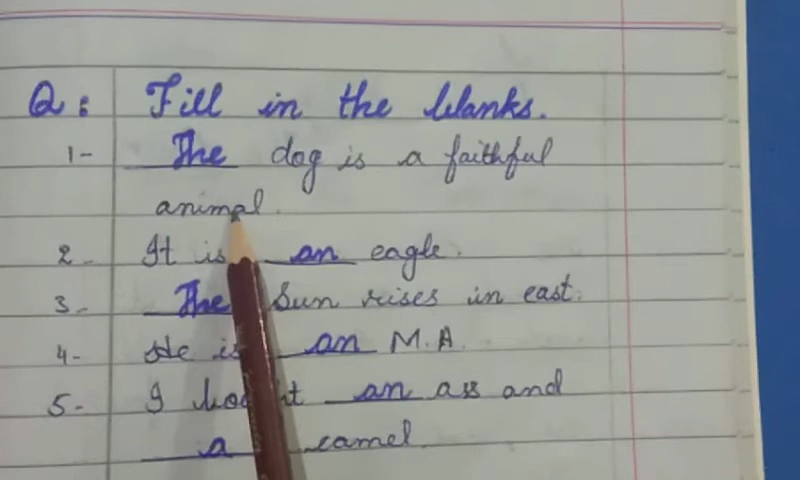 Q: Fill in the blanks.
1- The dog is a faithful
animal.
2- It is an eagle.
3- The Sun rises in east.
4- He is an M.A.
5- I an ass and
a camel.